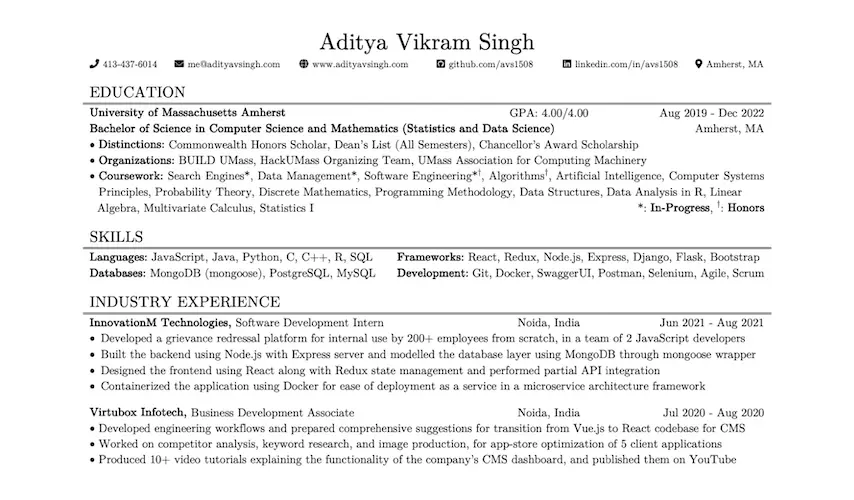 Aditya Vikram Singh
413-437-6014 me@adityavsingh.com www.adityavsingh.com github.com/avs1508 linkedin.com/in/avs1508 Amherst, MA
EDUCATION
University of Massachusetts Amherst GPA: 4.00/4.00 Aug 2019 - Dec 2022
Bachelor of Science in Computer Science and Mathematics (Statistics and Data Science) Amherst, MA
• Distinctions: Commonwealth Honors Scholar, Dean's List (All Semesters), Chancellor's Award Scholarship
• Organizations: BUILD UMass, HackUMass Organizing Team, UMass Association for Computing Machinery
• Coursework: Search Engines*, Data Management*, Software Engineering*†, Algorithms†, Artificial Intelligence, Computer Systems
Principles, Probability Theory, Discrete Mathematics, Programming Methodology, Data Structures, Data Analysis in R, Linear
Algebra, Multivariate Calculus, Statistics I *: In-Progress, †: Honors
SKILLS
Languages: JavaScript, Java, Python, C, C++, R, SQL Frameworks: React, Redux, Node.js, Express, Django, Flask, Bootstrap
Databases: MongoDB (mongoose), PostgreSQL, MySQL Development: Git, Docker, SwaggerUI, Postman, Selenium, Agile, Scrum
INDUSTRY EXPERIENCE
InnovationM Technologies, Software Development Intern Noida, India Jun 2021 - Aug 2021
• Developed a grievance redressal platform for internal use by 200+ employees from scratch, in a team of 2 JavaScript developers
• Built the backend using Node.js with Express server and modelled the database layer using MongoDB through mongoose wrapper
• Designed the frontend using React along with Redux state management and performed partial API integration
• Containerized the application using Docker for ease of deployment as a service in a microservice architecture framework
Virtubox Infotech, Business Development Associate Noida, India Jul 2020 - Aug 2020
• Developed engineering workflows and prepared comprehensive suggestions for transition from Vue.js to React codebase for CMS
• Worked on competitor analysis, keyword research, and image production, for app-store optimization of 5 client applications
• Produced 10+ video tutorials explaining the functionality of the company's CMS dashboard, and published them on YouTube